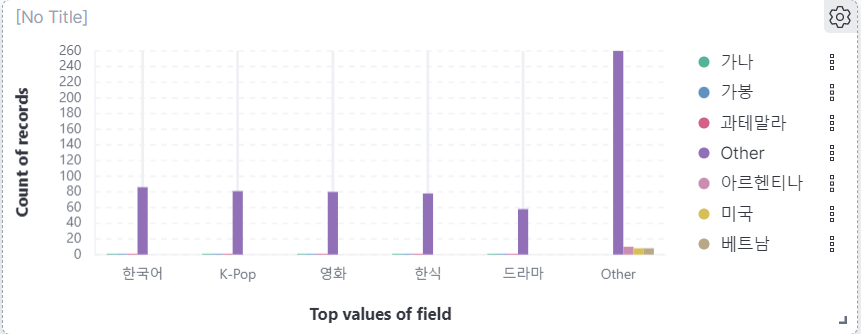 [No Title]
Count of records
260
240
220
200
180
160
140
120
100
80
60
40
20
0
한국어
K-Pop
영화
한식
드라마
Other
Top values of field
가나
가봉
과테말라
Other
아르헨티나
미국
베트남